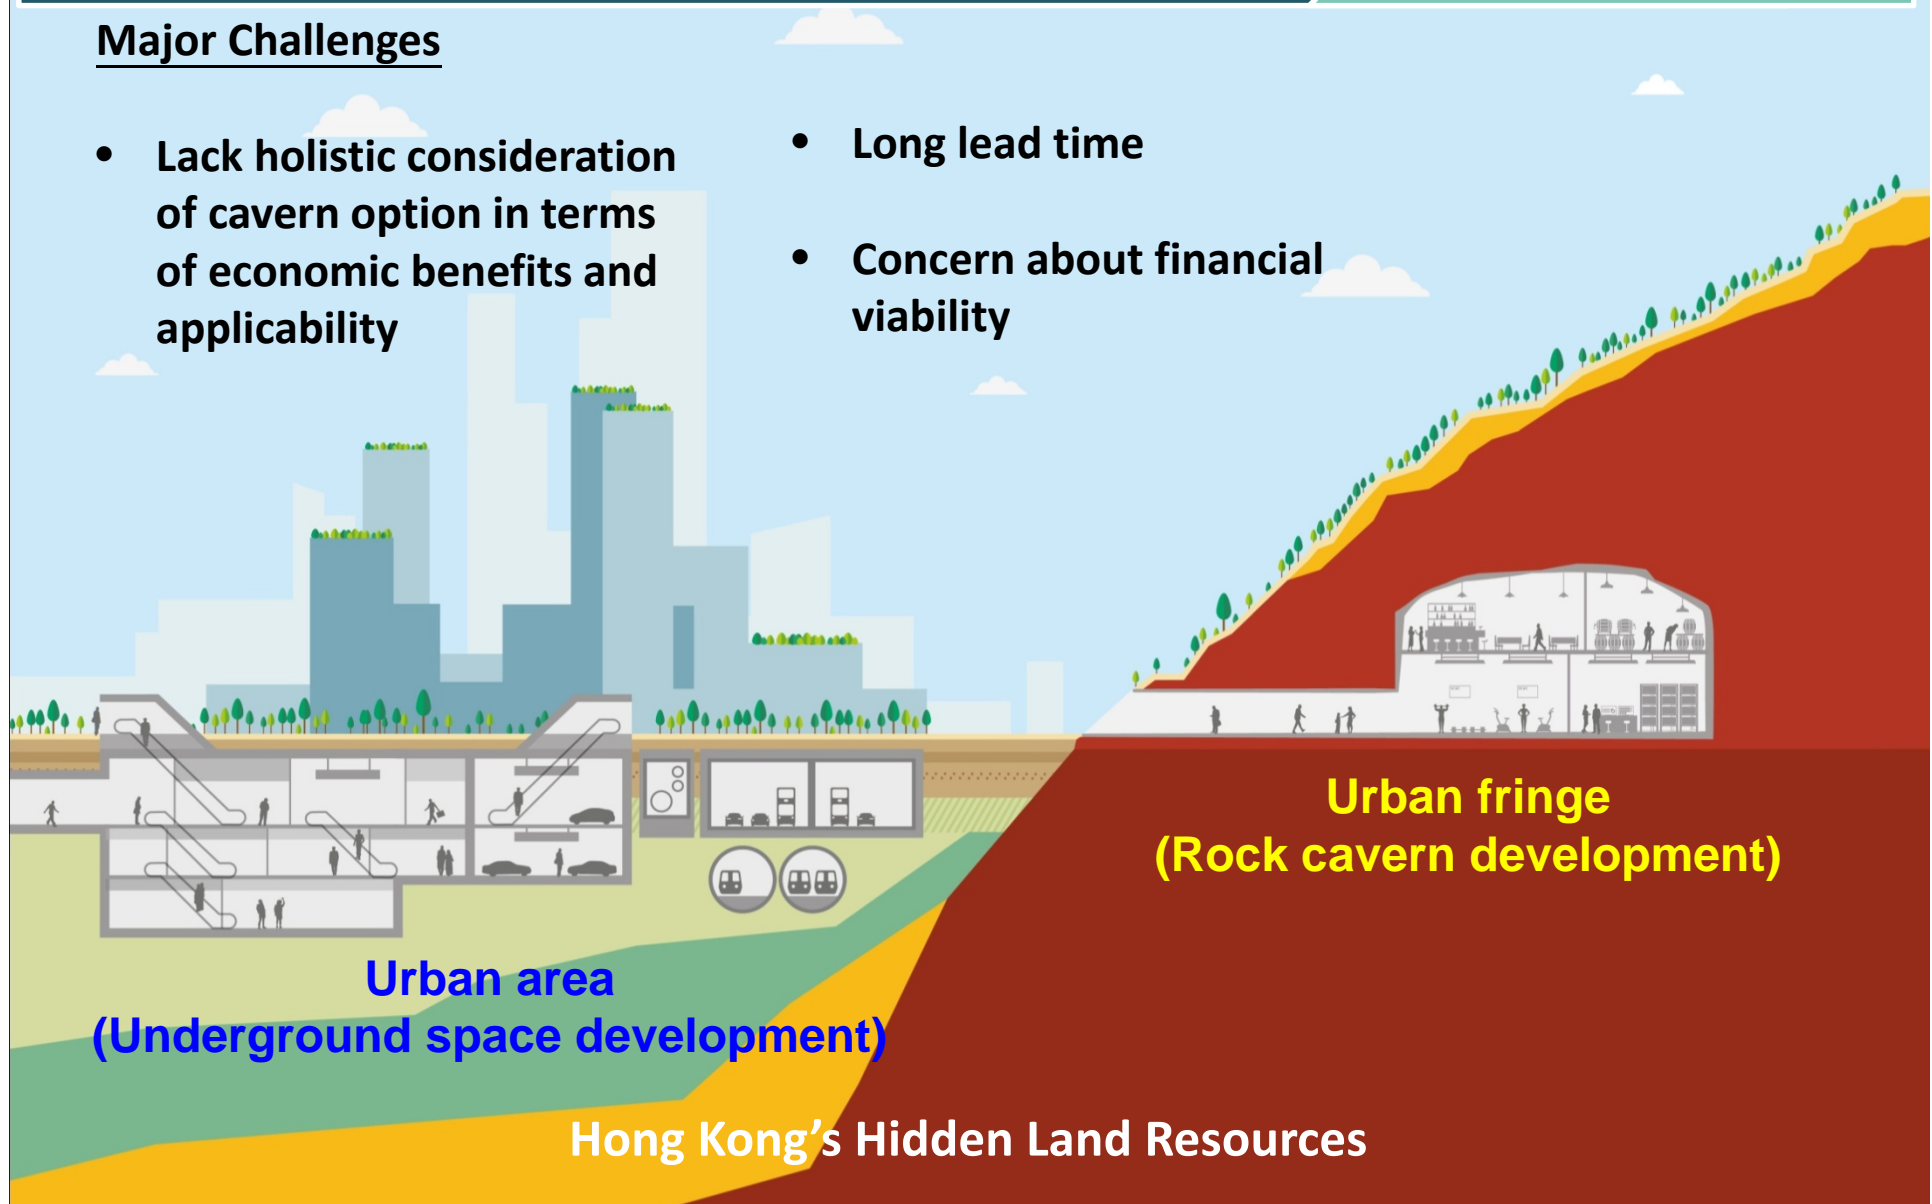 Major Challenges
• Lack holistic consideration
of cavern option in terms
of economic benefits and
applicability
• Long lead time
• Concern about financial
viability
Urban fringe
(Rock cavern development)
Urban area
(Underground space development)
Hong Kong’s Hidden Land Resources